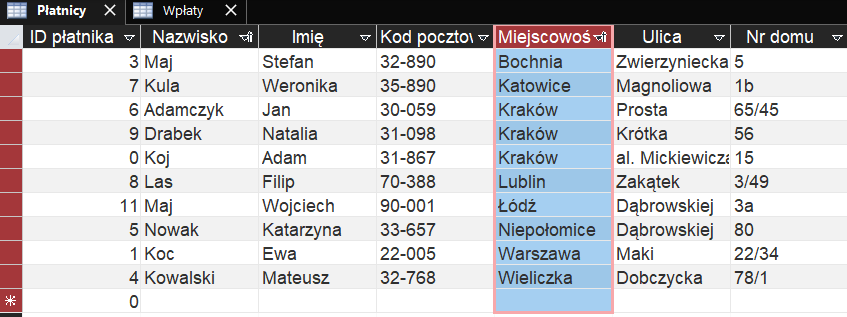 Płatnicy Wpłaty
ID płatnika Nazwisko Imię Kod pocztow Miejscowoś Ulica Nr domu
3 Maj Stefan 32-890 Bochnia Zwierzyniecka 5
7 Kula Weronika 35-890 Katowice Magnoliowa 1b
6 Adamczyk Jan 30-059 Kraków Prosta 65/45
9 Drabek Natalia 31-098 Kraków Krótka 56
0 Koj Adam 31-867 Kraków al. Mickiewicza 15
8 Las Filip 70-388 Lublin Zakątek 3/49
11 Maj Wojciech 90-001 Łódź Dąbrowskiej 3a
5 Nowak Katarzyna 33-657 Niepołomice Dąbrowskiej 80
1 Koc Ewa 22-005 Warszawa Maki 22/34
4 Kowalski Mateusz 32-768 Wieliczka Dobczycka 78/1
0